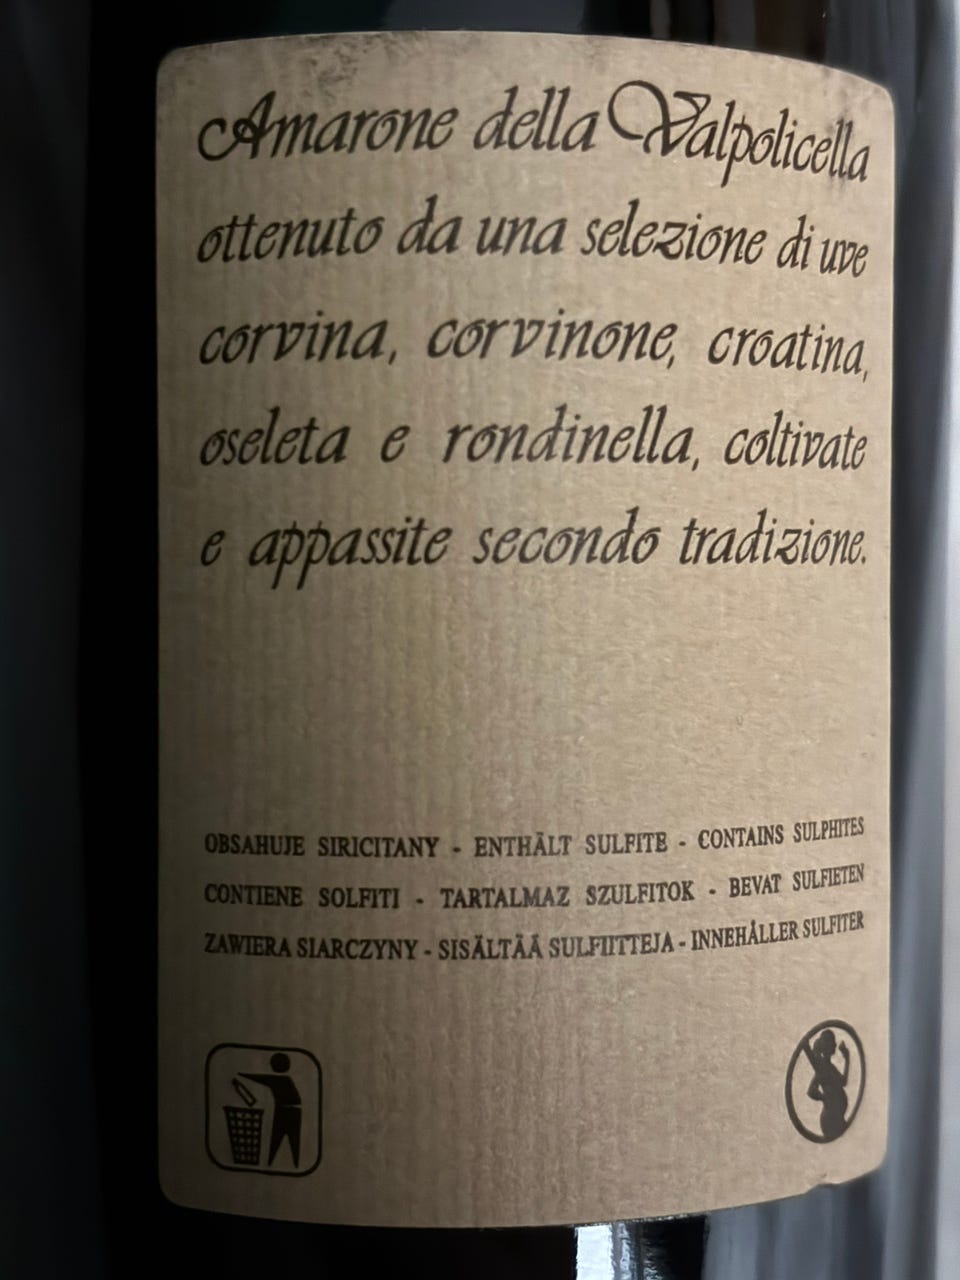 Amarone della Valpolicella
ottenuto da una selezione di uve
corvina, corvinone, croatina,
oseleta e rondinella, coltivate
e appassite secondo tradizione.
OBSAHUJE SIRICITANY - ENTHÄLT SULFITE - CONTAINS SULPHITES
CONTIENE SOLFITI - TARTALMAZ SZULFITOK - BEVAT SULFIETEN
ZAWIERA SIARCZYNY - SISÄLTÄÄ SULFIITTEJA - INNEHÅLLER SULFITER